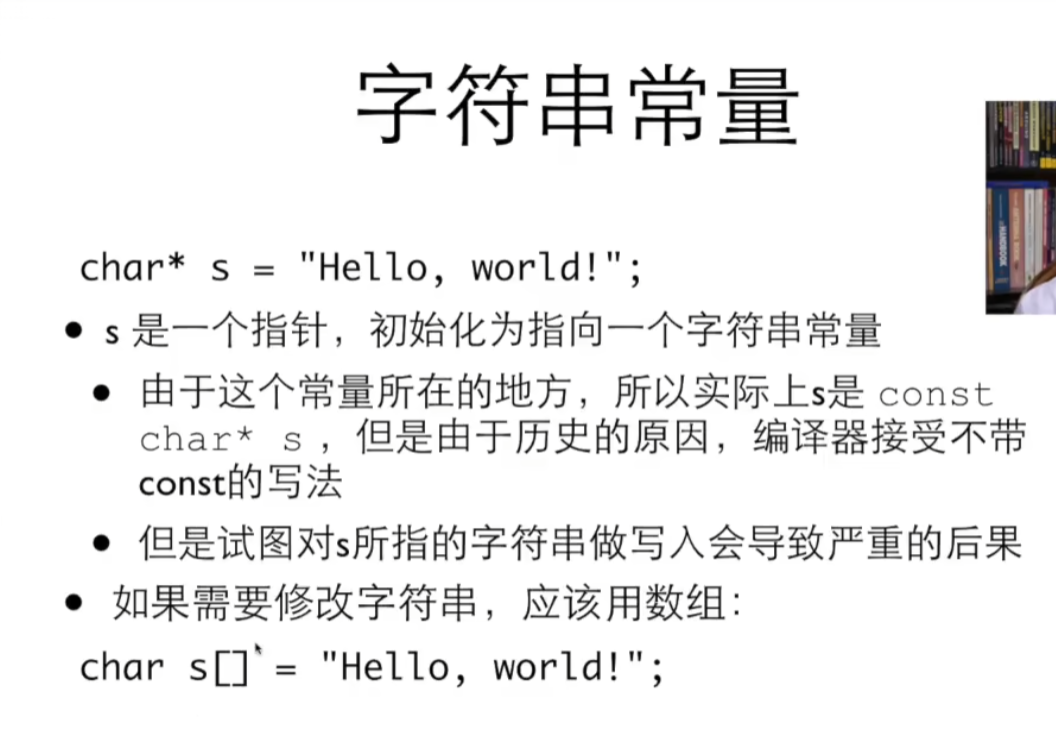 字符串常量
char* s = "Hello, world!";
• s 是一个指针，初始化为指向一个字符串常量
• 由于这个常量所在的地方，所以实际上s是 const
char* s ，但是由于历史的原因，编译器接受不带
const的写法
• 但是试图对s所指的字符串做写入会导致严重的后果
• 如果需要修改字符串，应该用数组：
char s[] = "Hello, world!";
HANDBOOK